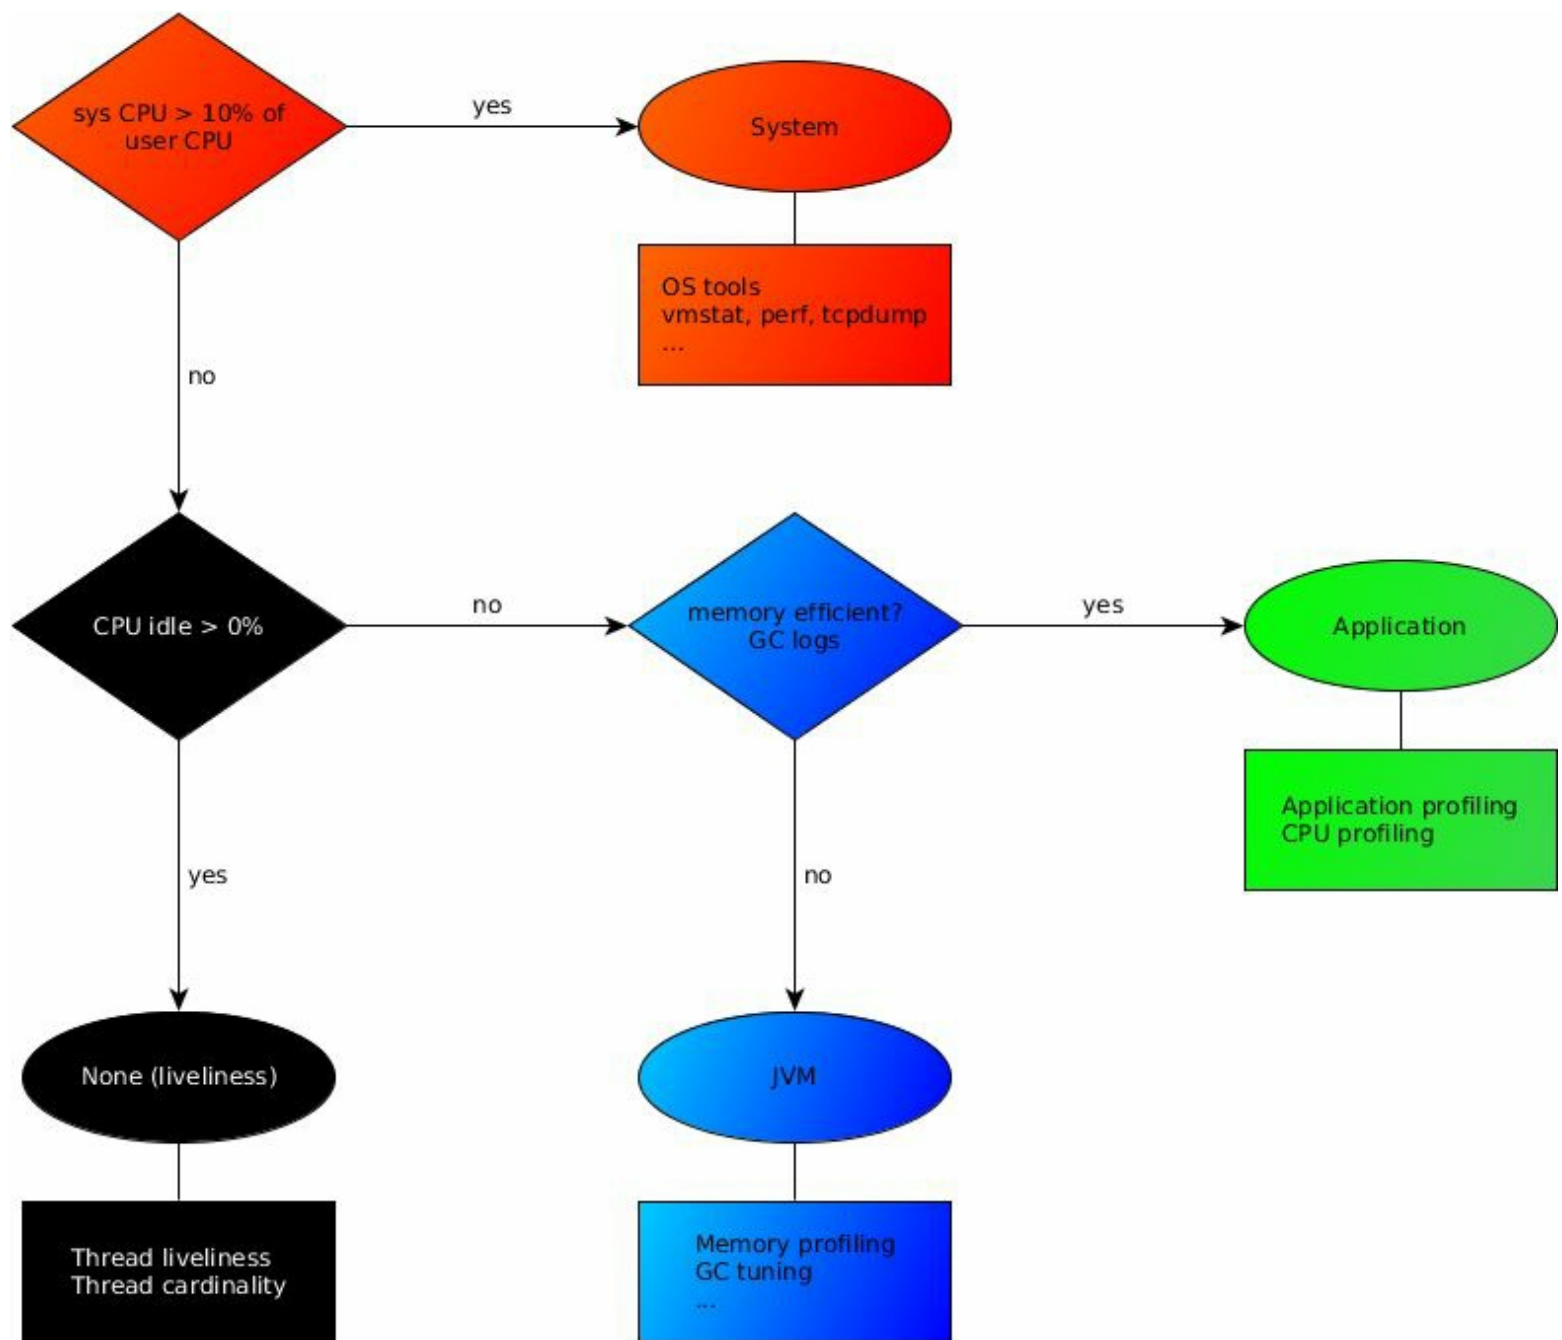 sys CPU > 10% of
user CPU
yes
System
OS tools
vmstat, perf, tcpdump
...
no
CPU idle > 0%
no
memory efficient?
GC logs
yes
Application
Application profiling
CPU profiling
yes
no
None (liveliness)
JVM
Thread liveliness
Thread cardinality
Memory profiling
GC tuning
...